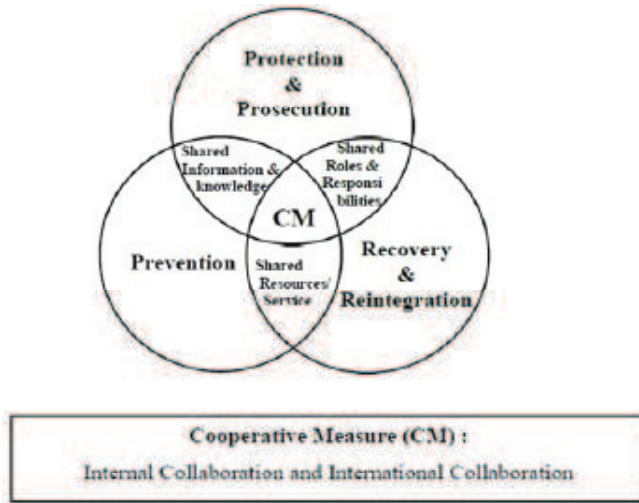 Protection
&
Prosecution
Shared
Information &
knowledge
Shared
Roles &
Responsi
bilities
CM
Prevention
Shared
Resources/
Service
Recovery
&
Reintegration
Cooperative Measure (CM) :
Internal Collaboration and International Collaboration